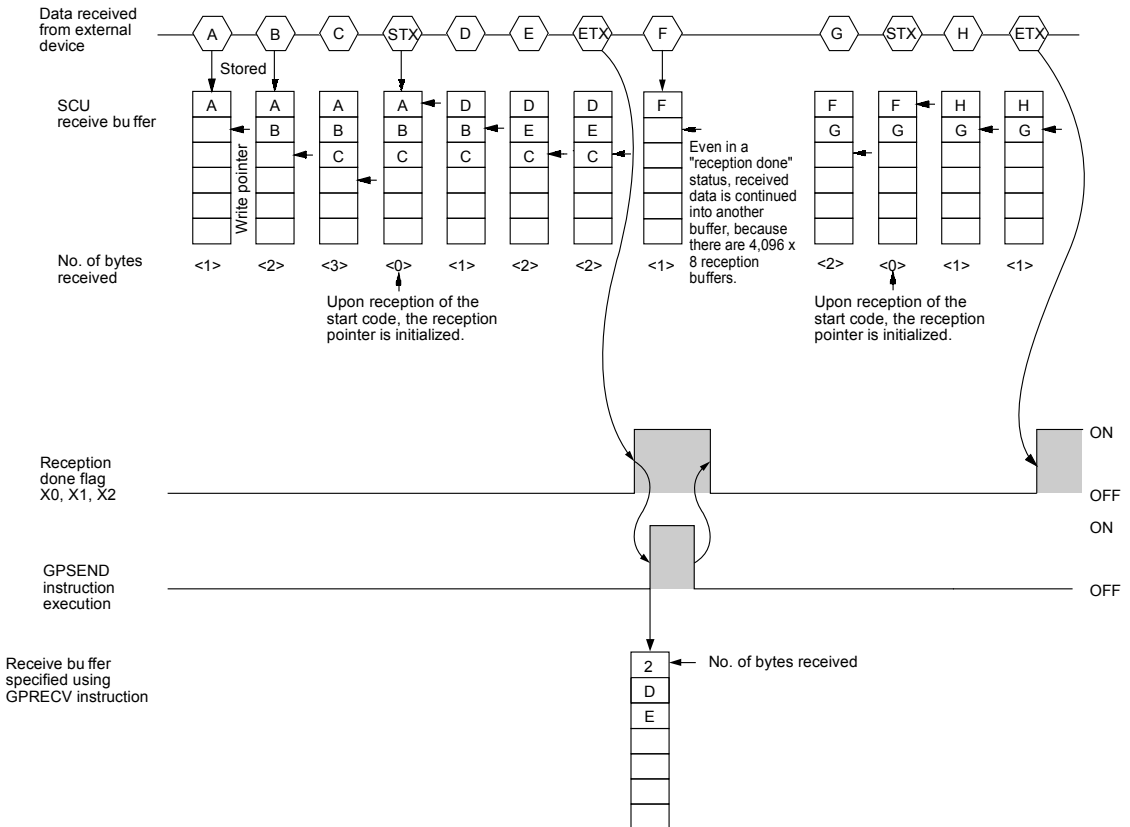 Data received
from external
device
A B C STX D E ETX F G STX H ETX
Stored
SCU
receive bu ffer
A A A A D D D F F F H H
B B B B E E G G G G
C C C C C
Write pointer
Even in a
"reception done"
status, received
data is continued
into another
buffer, because
there are 4,096 x
8 reception
buffers.
No. of bytes
received
<1> <2> <3> <0> <1> <2> <2> <1> <2> <0> <1> <1>
Upon reception of the
start code, the reception
pointer is initialized.
Upon reception of the
start code, the reception
pointer is initialized.
Reception
done flag
X0, X1, X2
ON
OFF
GPSEND
instruction
execution
ON
OFF
Receive bu ffer
specified using
GPRECV instruction
2
D
E
No. of bytes received